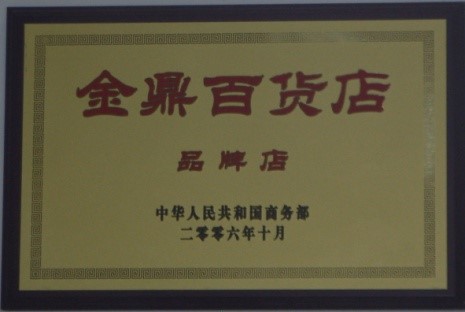 金鼎百货店
品牌店
中华人民共和国商务部
二零零六年十月